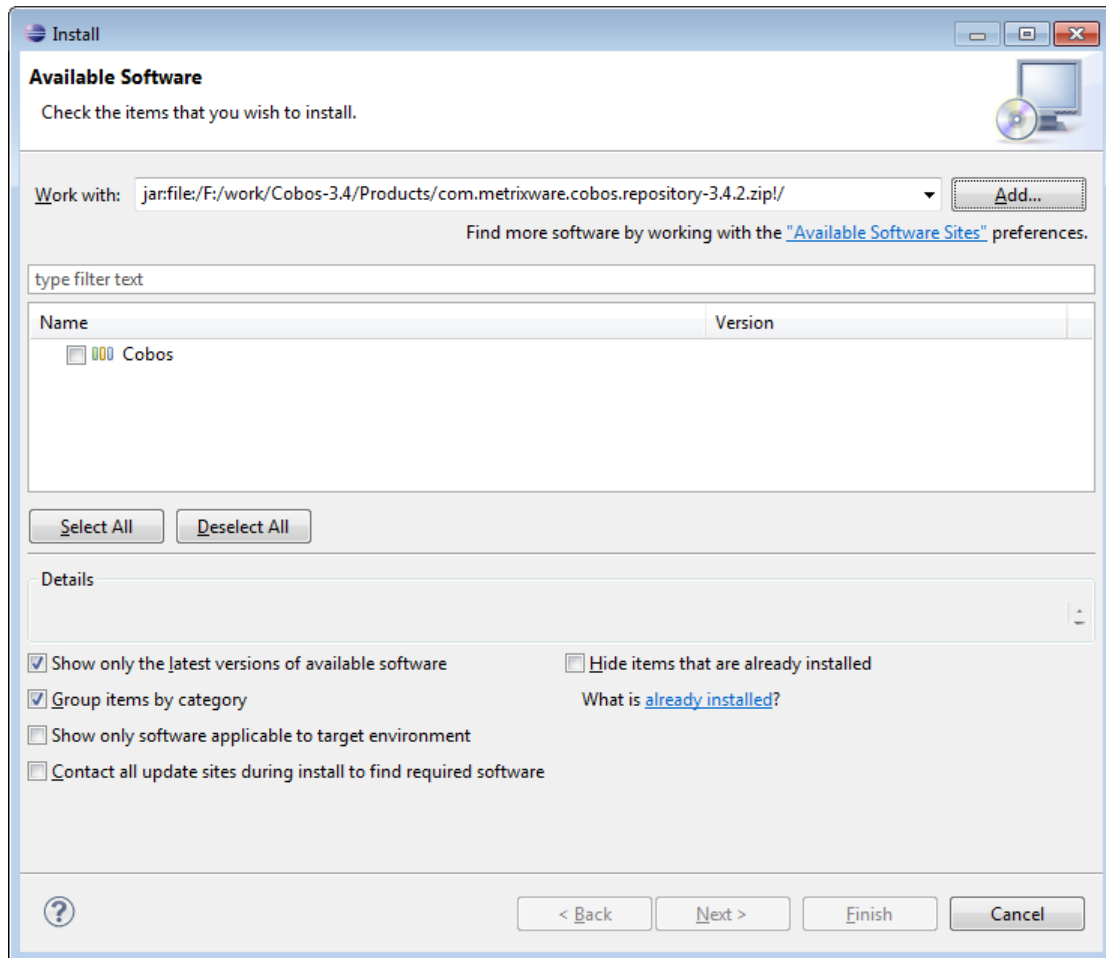 Install
Available Software
Check the items that you wish to install.
Work with: jar:file:/F:/work/Cobos-3.4/Products/com.metrixware.cobos.repository-3.4.2.zip!/ Add...
Find more software by working with the "Available Software Sites" preferences.
type filter text
Name Version
Cobos
Select All Deselect All
Details
Show only the latest versions of available software Hide items that are already installed
Group items by category What is already installed?
Show only software applicable to target environment
Contact all update sites during install to find required software
? < Back Next > Finish Cancel